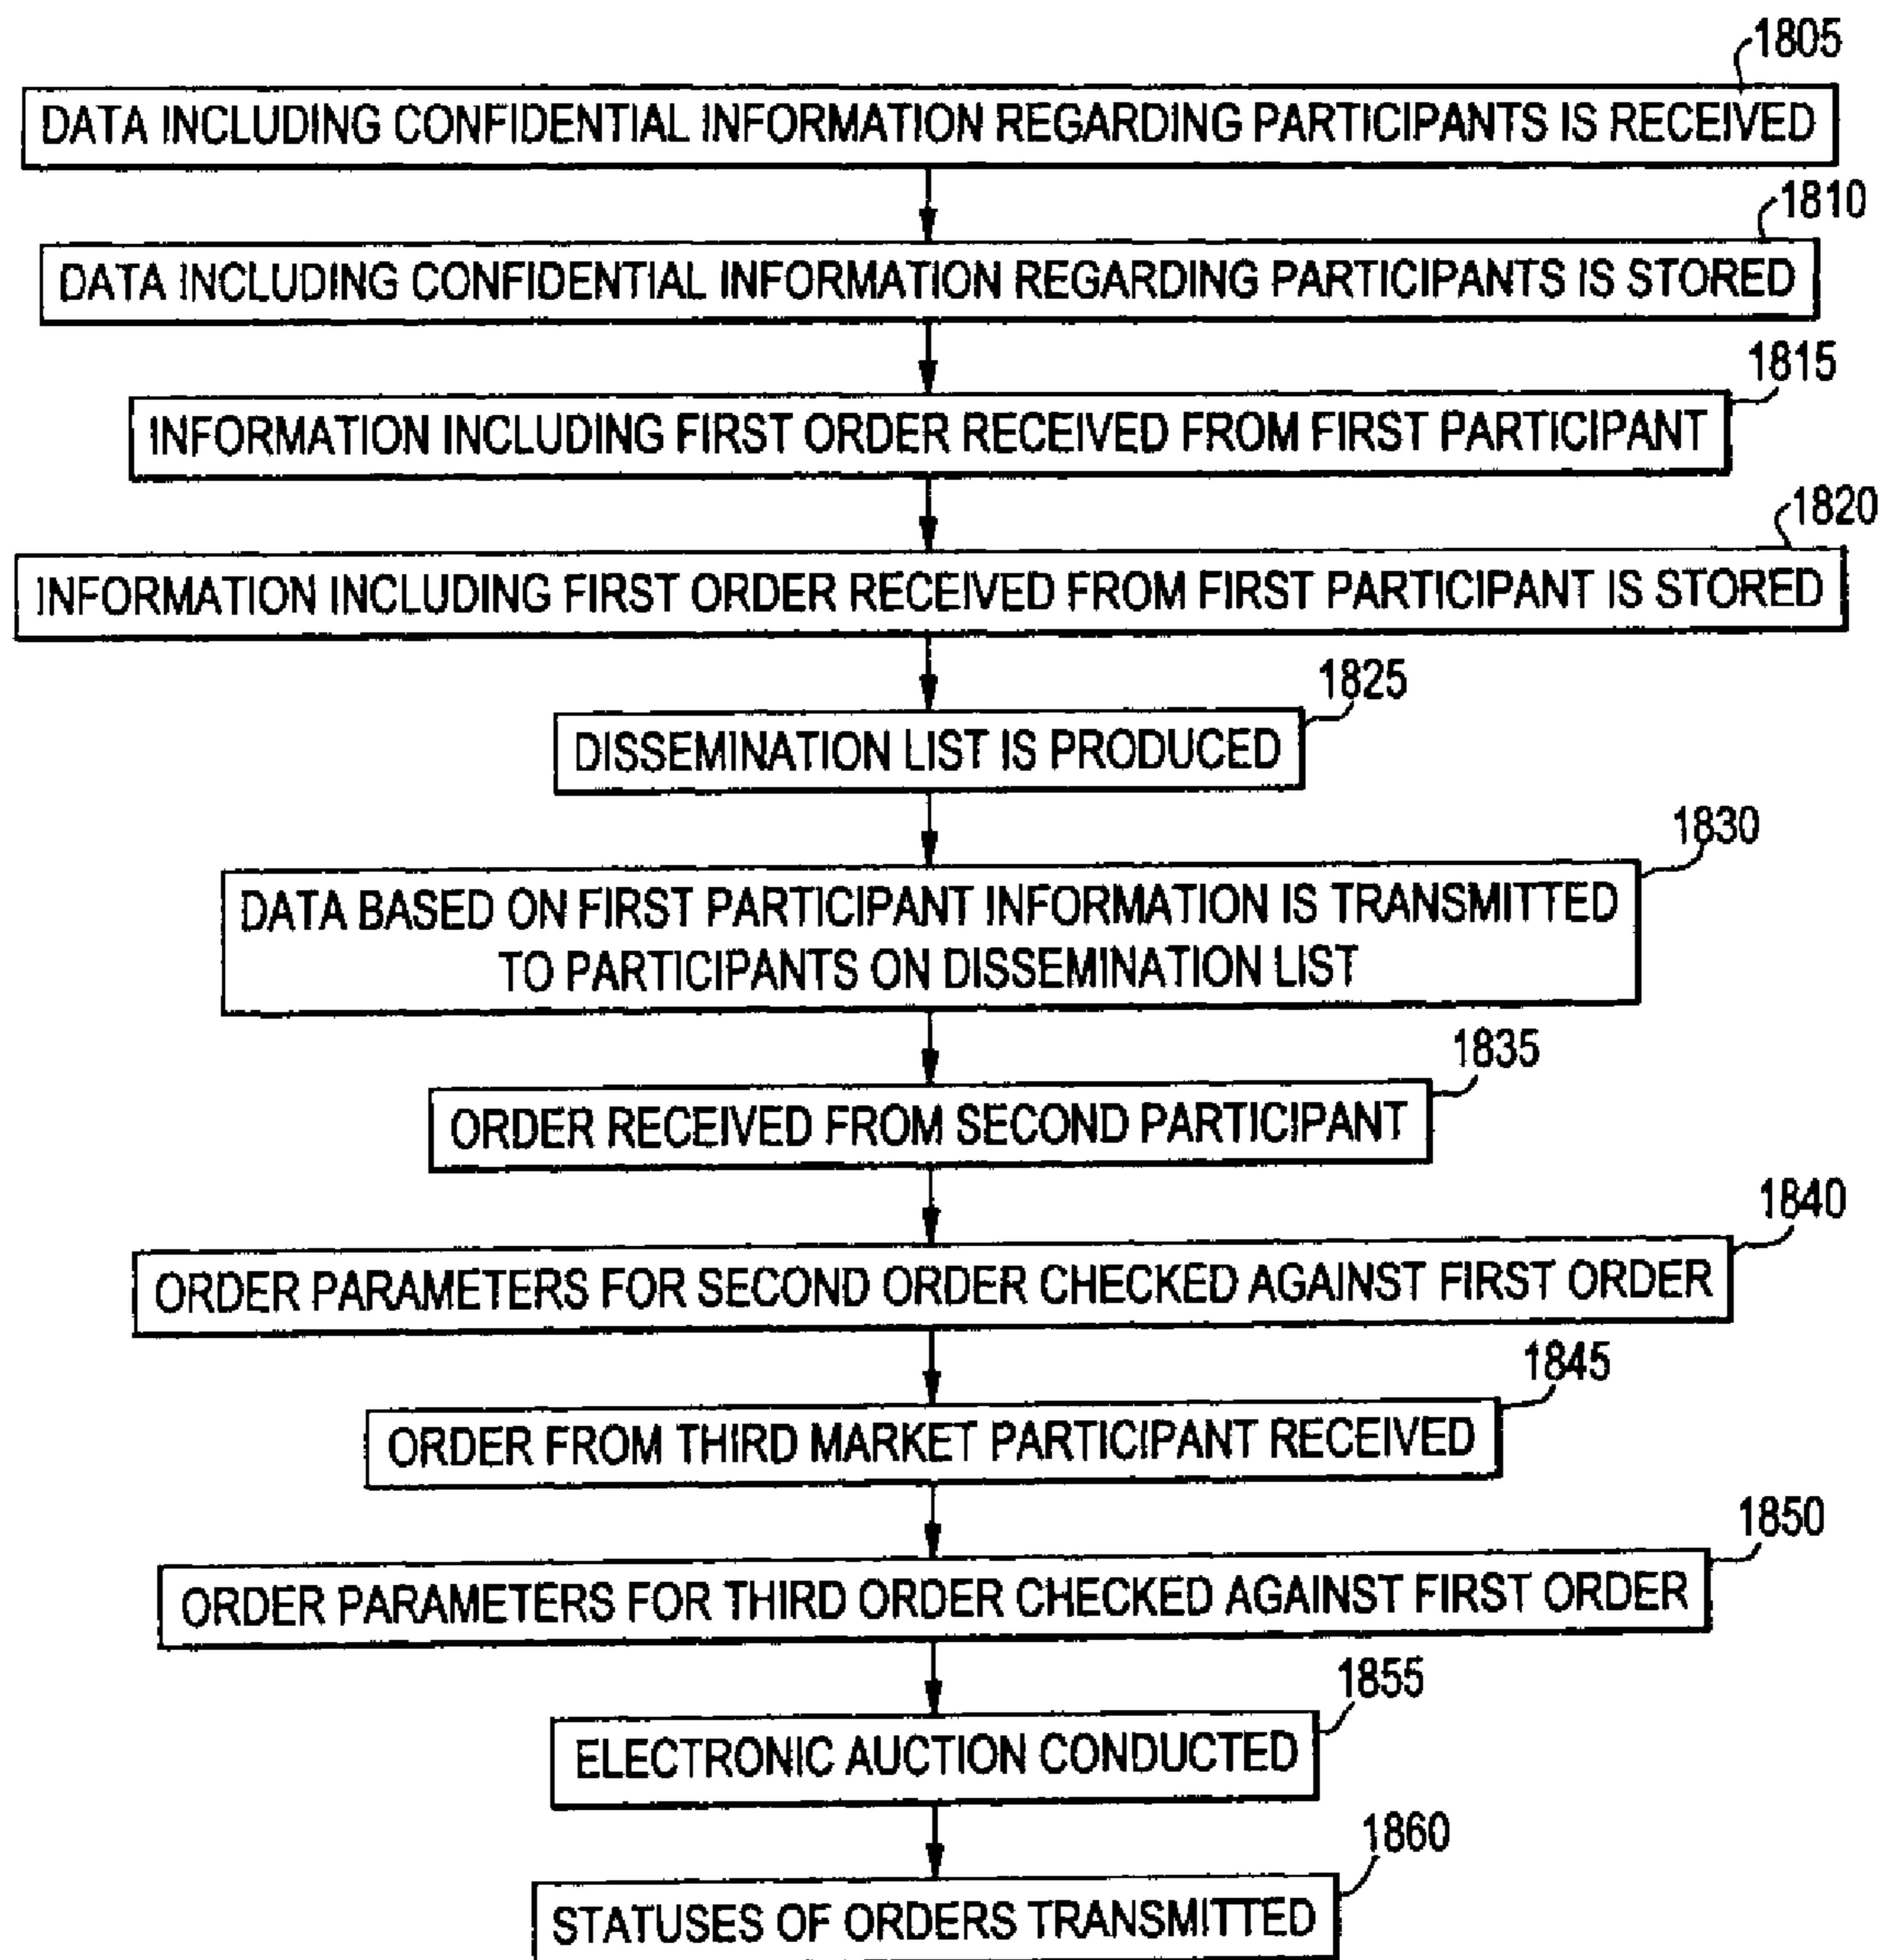 1805
DATA INCLUDING CONFIDENTIAL INFORMATION REGARDING PARTICIPANTS IS RECEIVED
1810
DATA INCLUDING CONFIDENTIAL INFORMATION REGARDING PARTICIPANTS IS STORED
1815
INFORMATION INCLUDING FIRST ORDER RECEIVED FROM FIRST PARTICIPANT
1820
INFORMATION INCLUDING FIRST ORDER RECEIVED FROM FIRST PARTICIPANT IS STORED
1825
DISSEMINATION LIST IS PRODUCED
1830
DATA BASED ON FIRST PARTICIPANT INFORMATION IS TRANSMITTED
TO PARTICIPANTS ON DISSEMINATION LIST
1835
ORDER RECEIVED FROM SECOND PARTICIPANT
1840
ORDER PARAMETERS FOR SECOND ORDER CHECKED AGAINST FIRST ORDER
1845
ORDER FROM THIRD MARKET PARTICIPANT RECEIVED
1850
ORDER PARAMETERS FOR THIRD ORDER CHECKED AGAINST FIRST ORDER
1855
ELECTRONIC AUCTION CONDUCTED
1860
STATUSES OF ORDERS TRANSMITTED